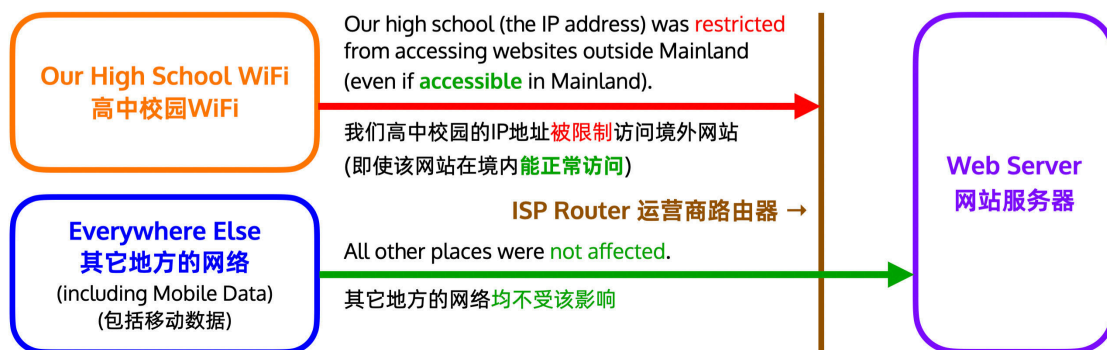 Our High School WiFi
高中校园WiFi
Our high school (the IP address) was restricted
from accessing websites outside Mainland
(even if accessible in Mainland).
我们高中校园的IP地址被限制访问境外网站
(即使该网站在境内能正常访问)
ISP Router 运营商路由器 →
Web Server
网站服务器
Everywhere Else
其它地方的网络
(including Mobile Data)
(包括移动数据)
All other places were not affected.
其它地方的网络均不受该影响